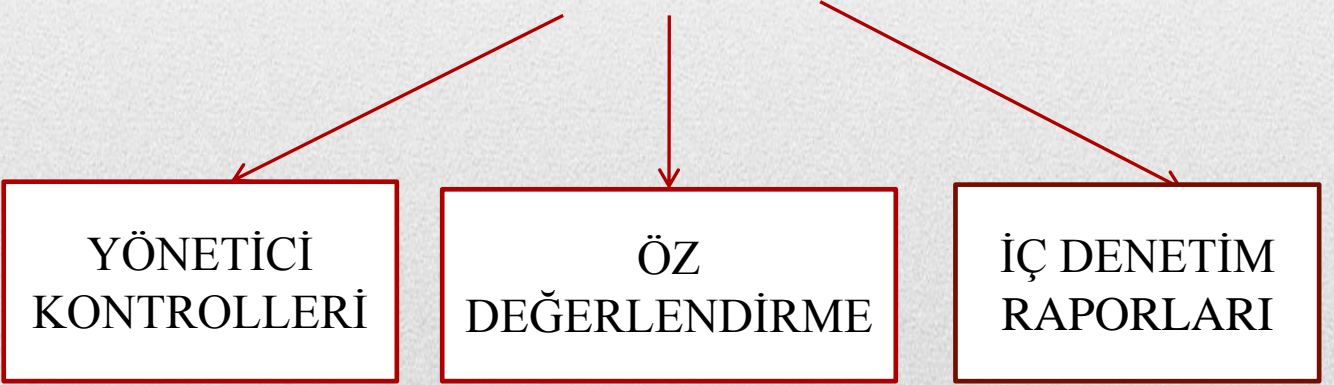 YÖNETİCİ
KONTROLLERİ
ÖZ
DEĞERLENDİRME
İÇ DENETİM
RAPORLARI